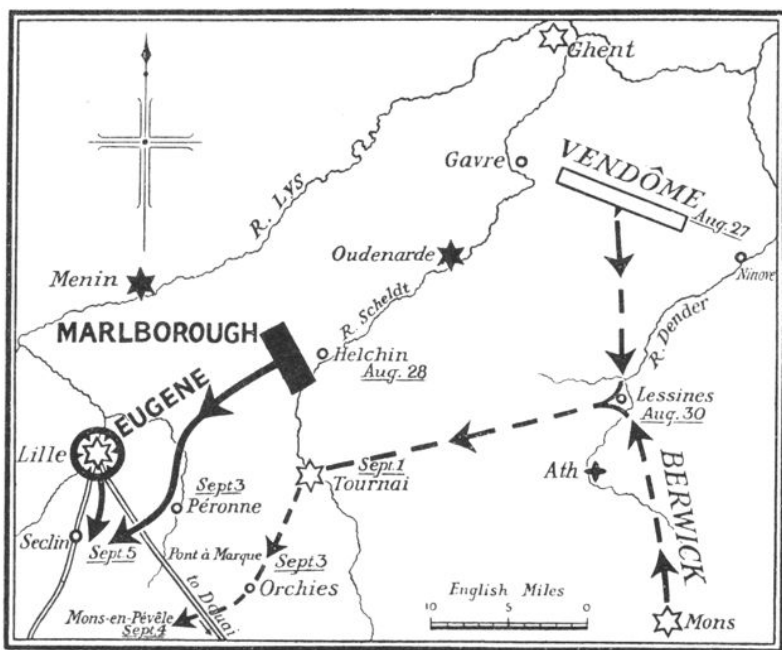 Ghent
Gavre
VENDÔME
Aug. 27
R. Lys
Oudenarde
Ninove
Menin
R. Scheldt
R. Dender
MARLBOROUGH
Helchin
Aug. 28
EUGENE
Lessines
Aug. 30
Lille
Sept. 1
Tournai
Ath
BERWICK
Sept. 3
Péronne
Seclin
Sept. 5
Pont à Marque
Sept. 3
to Douai
Orchies
English Miles
10 5 0
Mons-en-Pévêle
Sept. 4
Mons